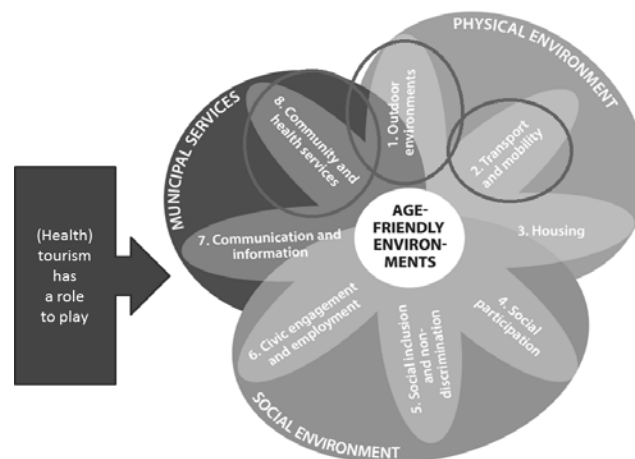 PHYSICAL ENVIRONMENT
MUNICIPAL SERVICES
8. Community and
health services
1. Outdoor
environments
2. Transport
and mobility
(Health)
tourism
has
a role
to play
7. Communication and
information
AGE-
FRIENDLY
ENVIRON-
MENTS
3. Housing
6. Civic engagement
and employment
5. Social inclusion
and non-
discrimination
4. Social
participation
SOCIAL ENVIRONMENT